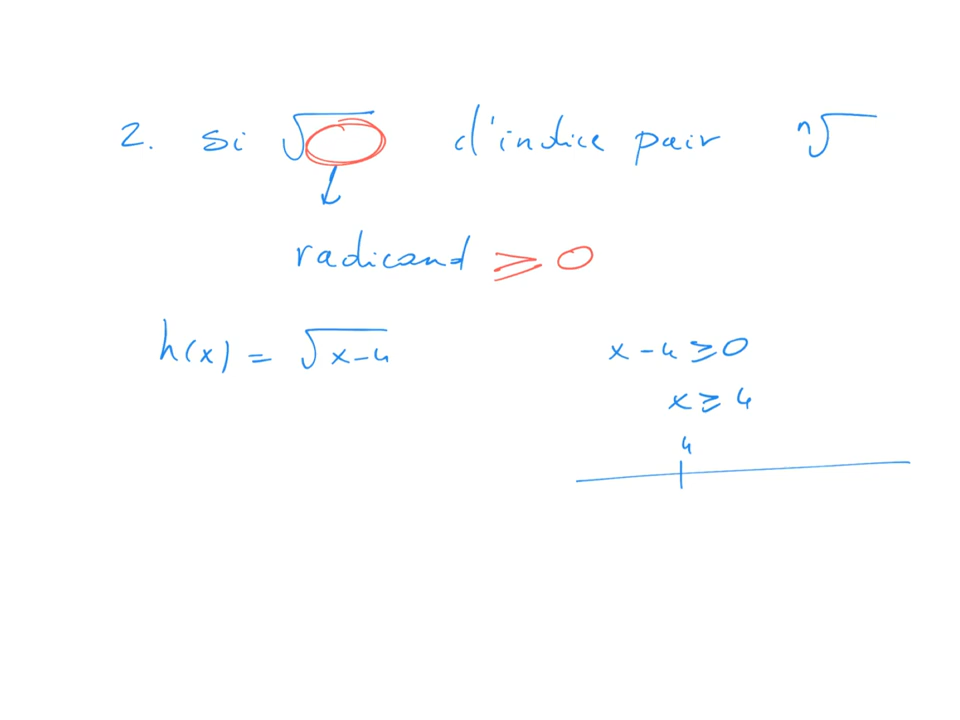 2. si √ d'indice pair ⁿ√
radicand ≥ 0
h(x) = √x-4 x-4 ≥ 0
x ≥ 4
4